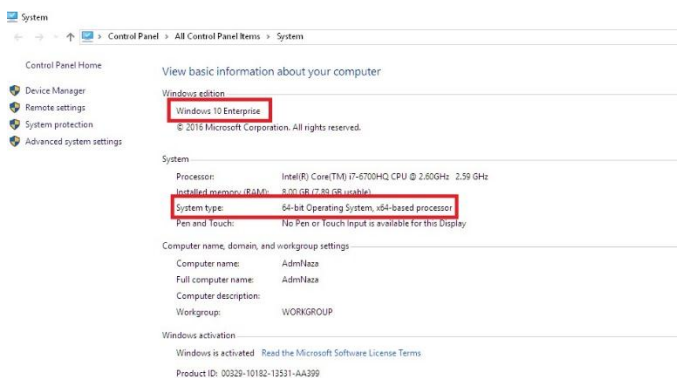 System
Control Panel > All Control Panel Items > System
Control Panel Home
Device Manager
Remote settings
System protection
Advanced system settings
View basic information about your computer
Windows edition
Windows 10 Enterprise
© 2016 Microsoft Corporation. All rights reserved.
System
Processor: Intel(R) Core(TM) i7-6700HQ CPU @ 2.60GHz 2.59 GHz
Installed memory (RAM): 8.00 GB (7.89 GB usable)
System type: 64-bit Operating System, x64-based processor
Pen and Touch: No Pen or Touch Input is available for this Display
Computer name, domain, and workgroup settings
Computer name: AdmNaza
Full computer name: AdmNaza
Computer description:
Workgroup: WORKGROUP
Windows activation
Windows is activated Read the Microsoft Software License Terms
Product ID: 00329-10182-13531-AA399